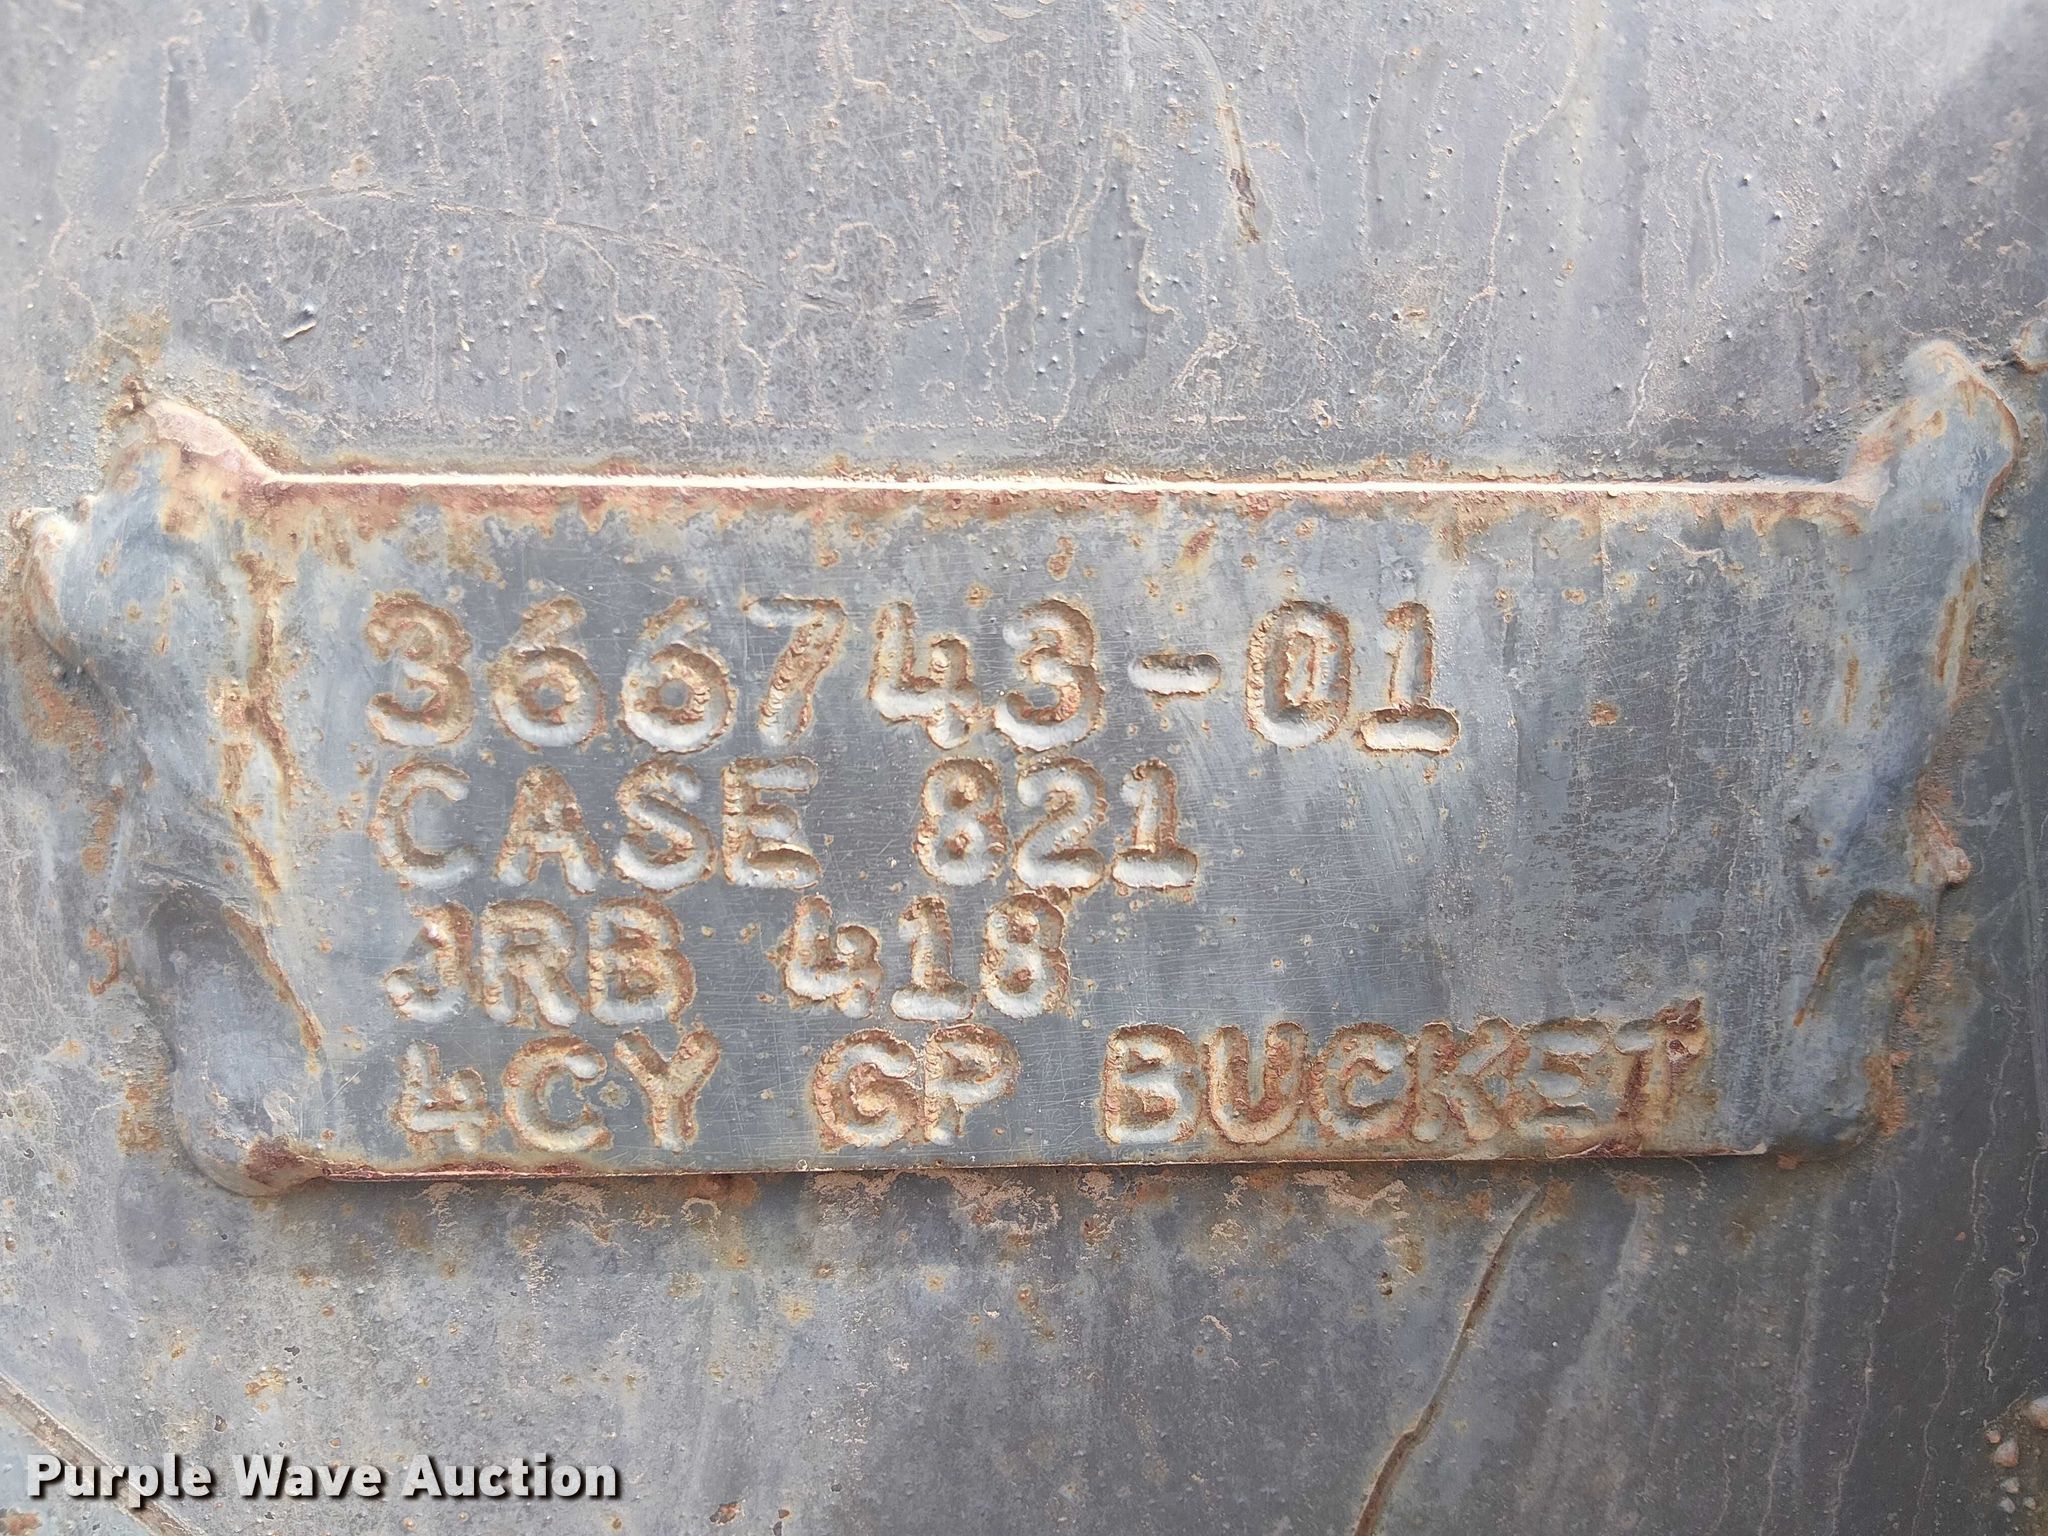 366743-01
CASE 821
JRB 418
4CY GP BUCKET
Purple Wave Auction